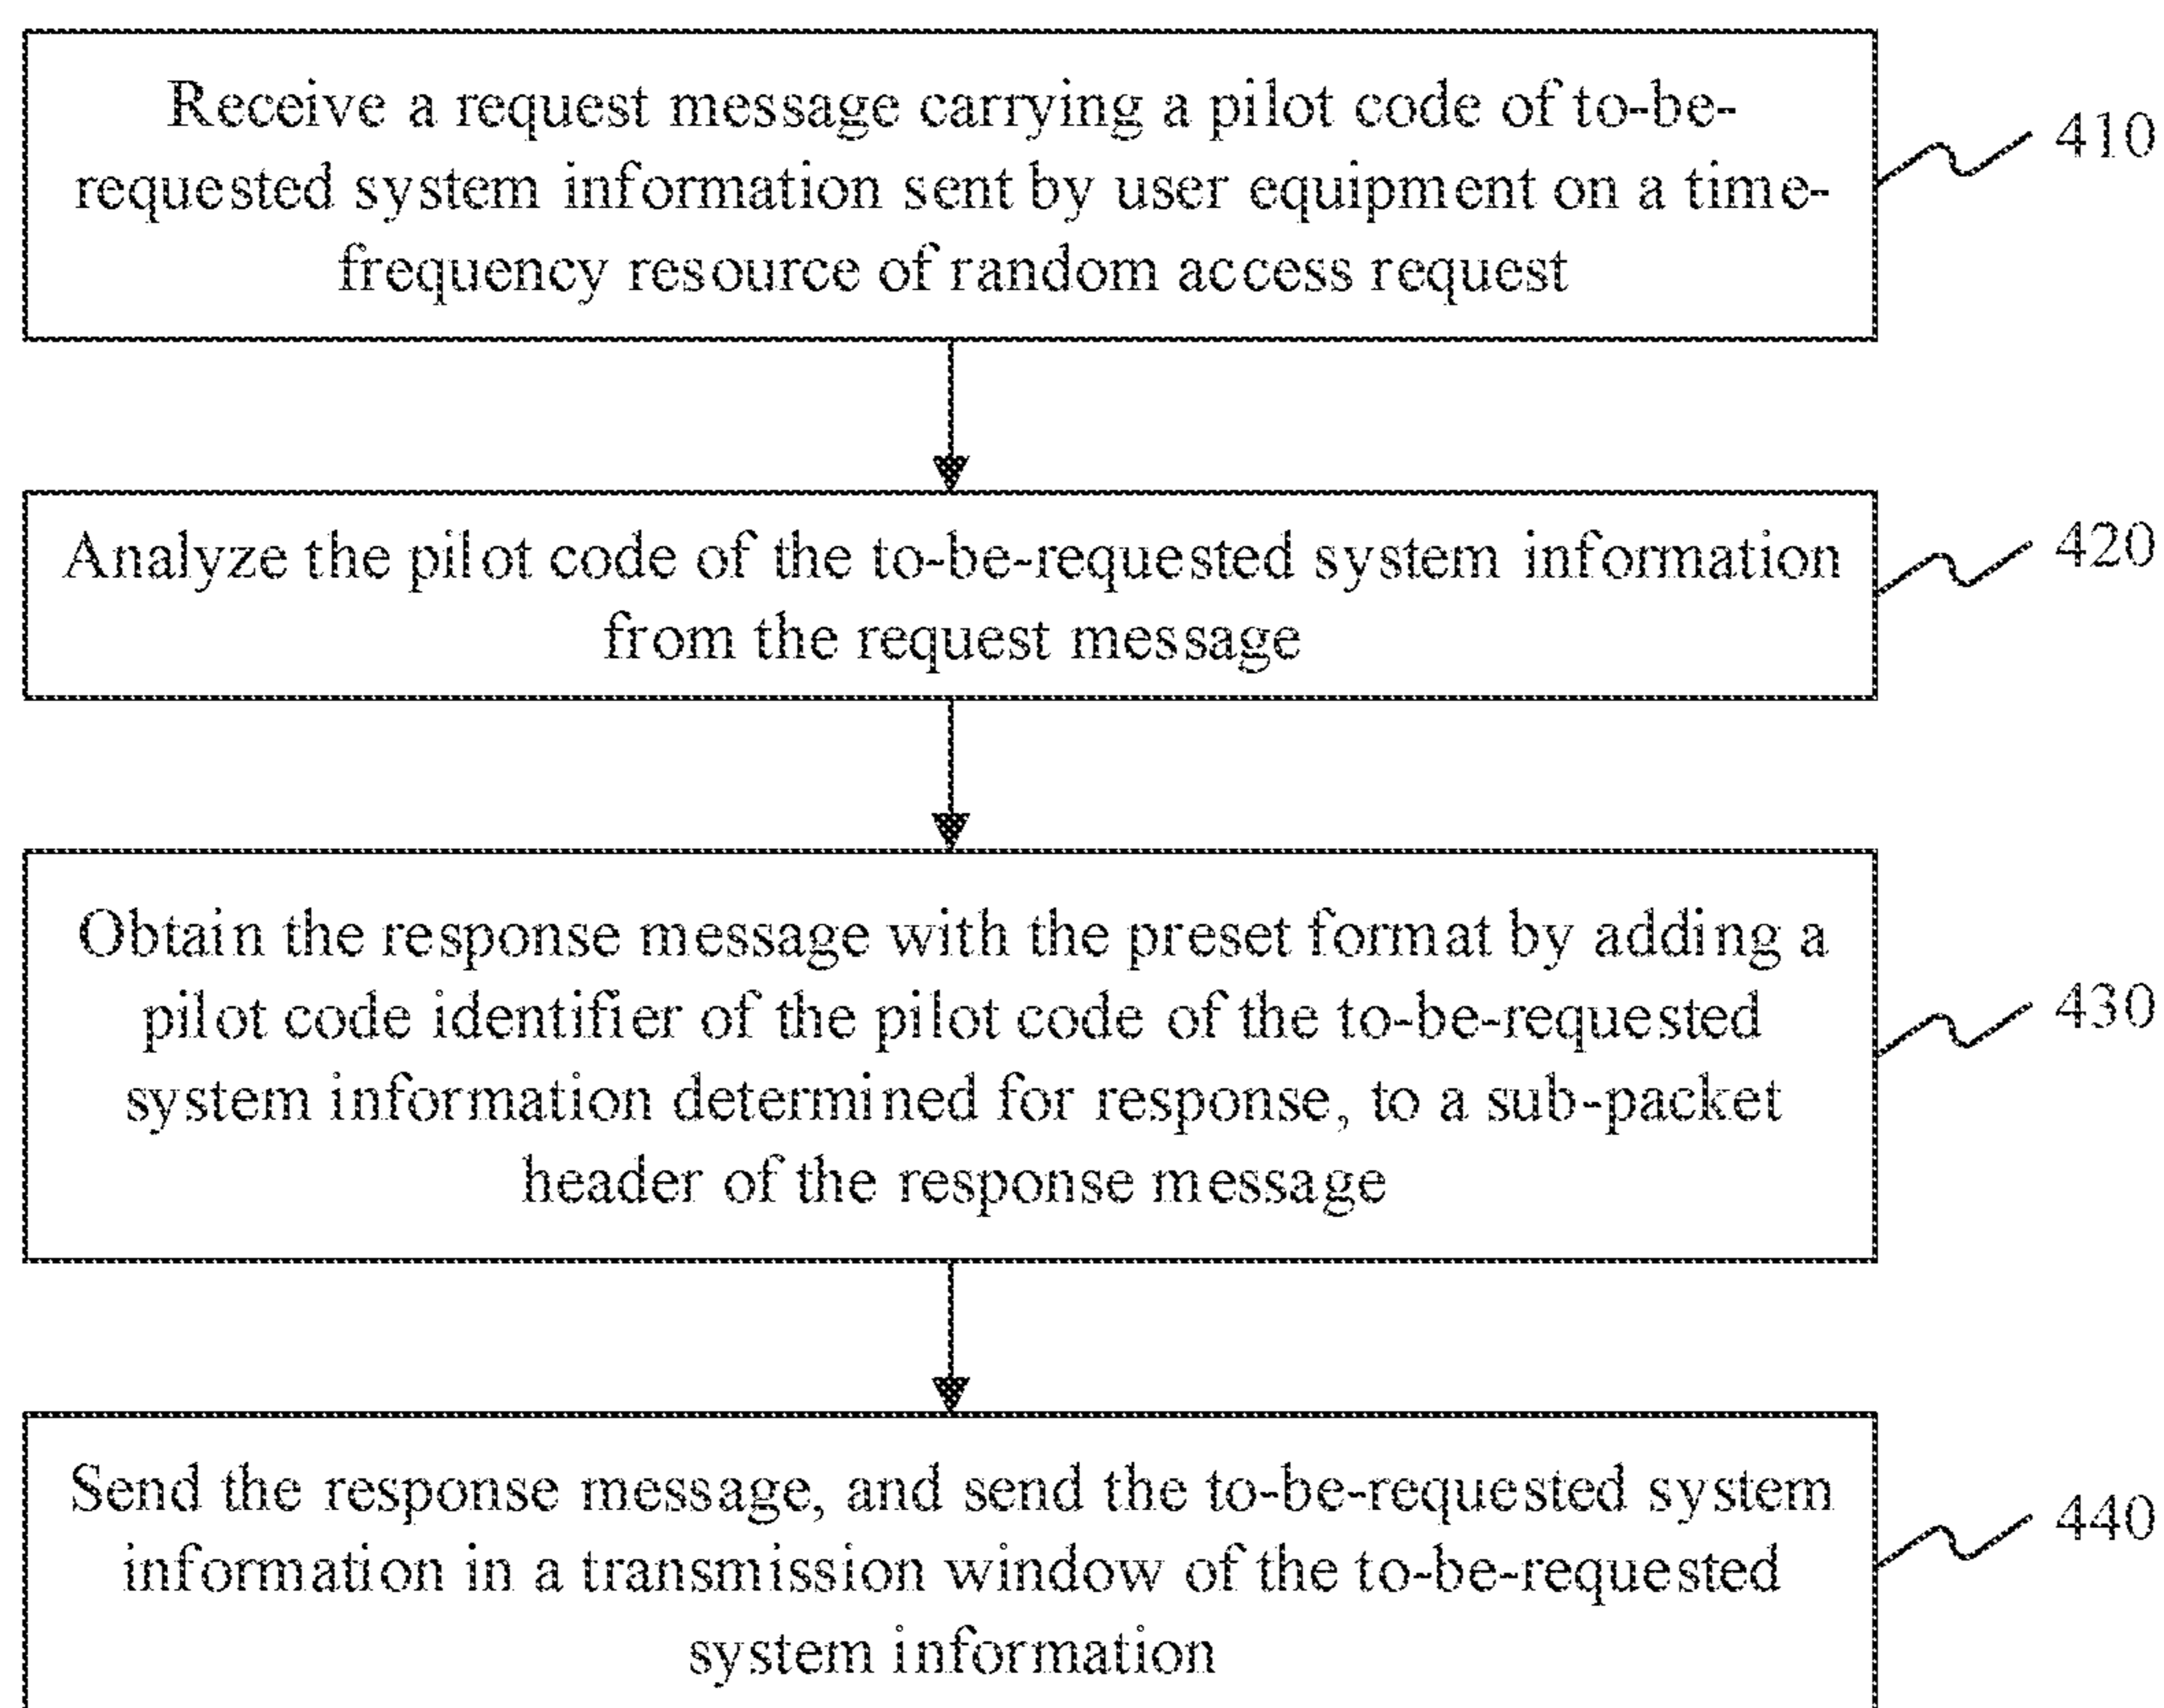 Receive a request message carrying a pilot code of to-be-
requested system information sent by user equipment on a time-
frequency resource of random access request
410
Analyze the pilot code of the to-be-requested system information
from the request message
420
Obtain the response message with the preset format by adding a
pilot code identifier of the pilot code of the to-be-requested
system information determined for response, to a sub-packet
header of the response message
430
Send the response message, and send the to-be-requested system
information in a transmission window of the to-be-requested
system information
440